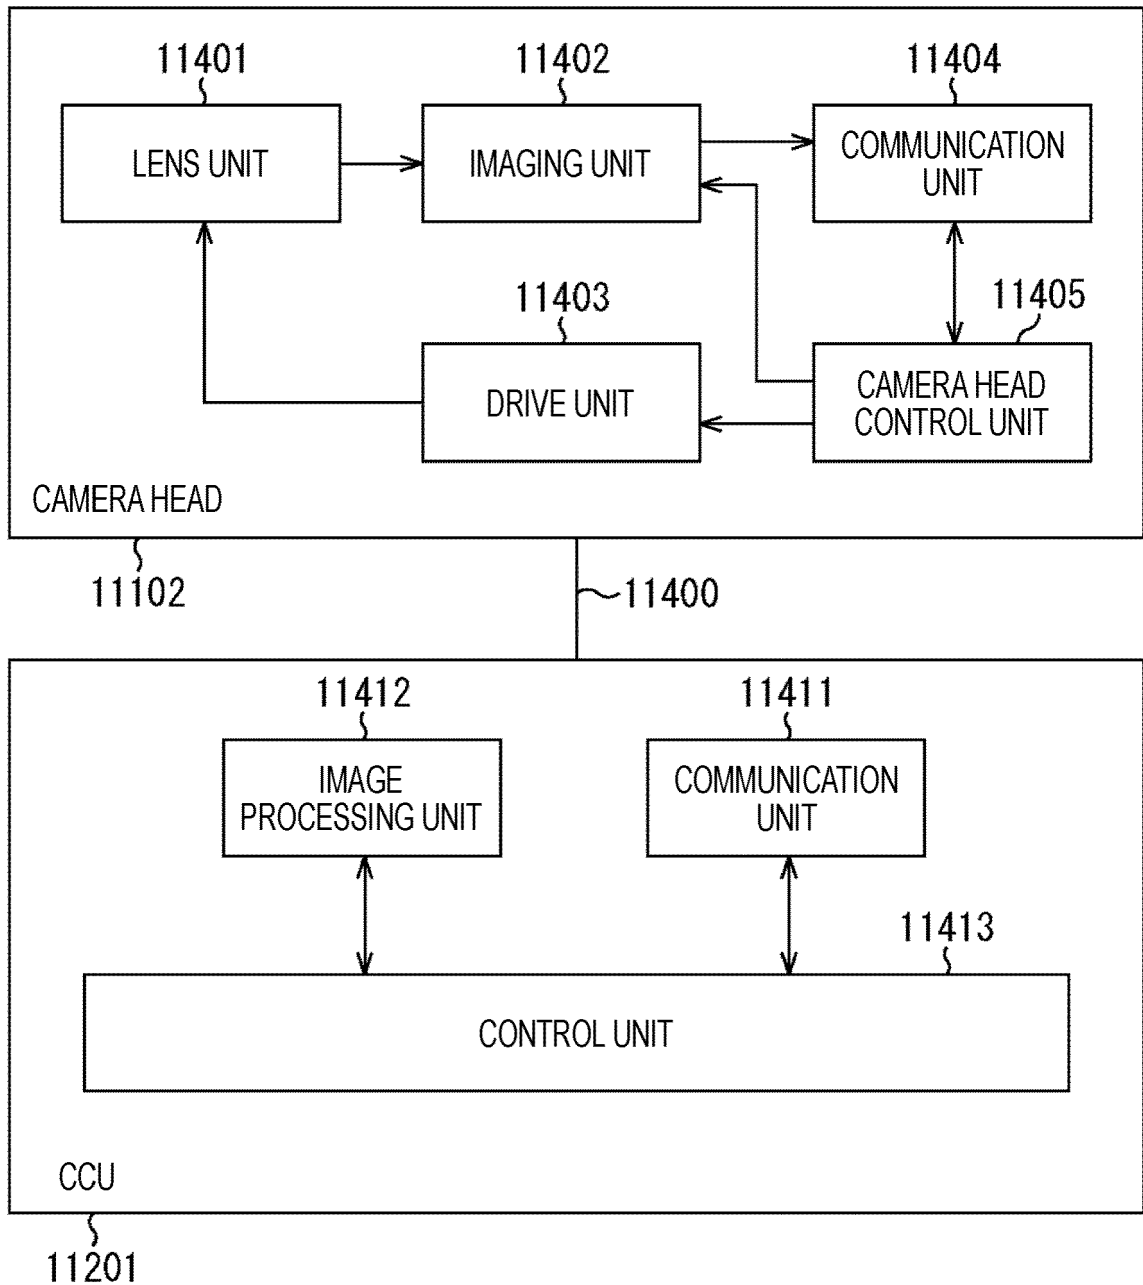 11401
11402
11404
LENS UNIT
IMAGING UNIT
COMMUNICATION
UNIT
11403
11405
DRIVE UNIT
CAMERA HEAD
CONTROL UNIT
CAMERA HEAD
11102
11400
11412
11411
IMAGE
PROCESSING UNIT
COMMUNICATION
UNIT
11413
CONTROL UNIT
CCU
11201